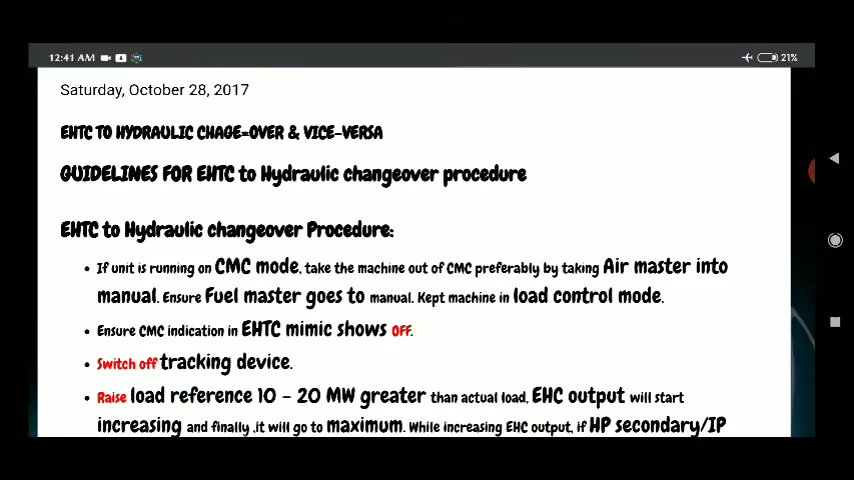 12:41 AM
21%
Saturday, October 28, 2017
EHTC TO HYDRAULIC CHAGE=OVER & VICE-VERSA
GUIDELINES FOR EHTC to Hydraulic changeover procedure
EHTC to Hydraulic changeover Procedure:
• If unit is running on CMC mode, take the machine out of CMC preferably by taking Air master into
manual. Ensure Fuel master goes to manual. Kept machine in load control mode.
• Ensure CMC indication in EHTC mimic shows OFF.
• Switch off tracking device.
• Raise load reference 10 – 20 MW greater than actual load, EHC output will start
increasing and finally ,it will go to maximum. While increasing EHC output, if HP secondary/IP